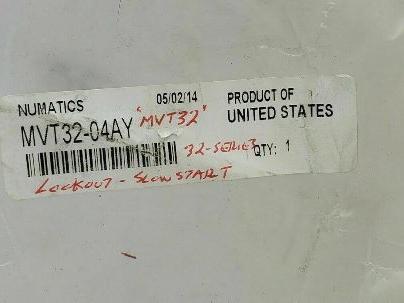 NUMATICS 05/02/14 PRODUCT OF
MVT32-04AY "MVT32" UNITED STATES
32-SERIES QTY: 1
LOCKOUT - SLOW START